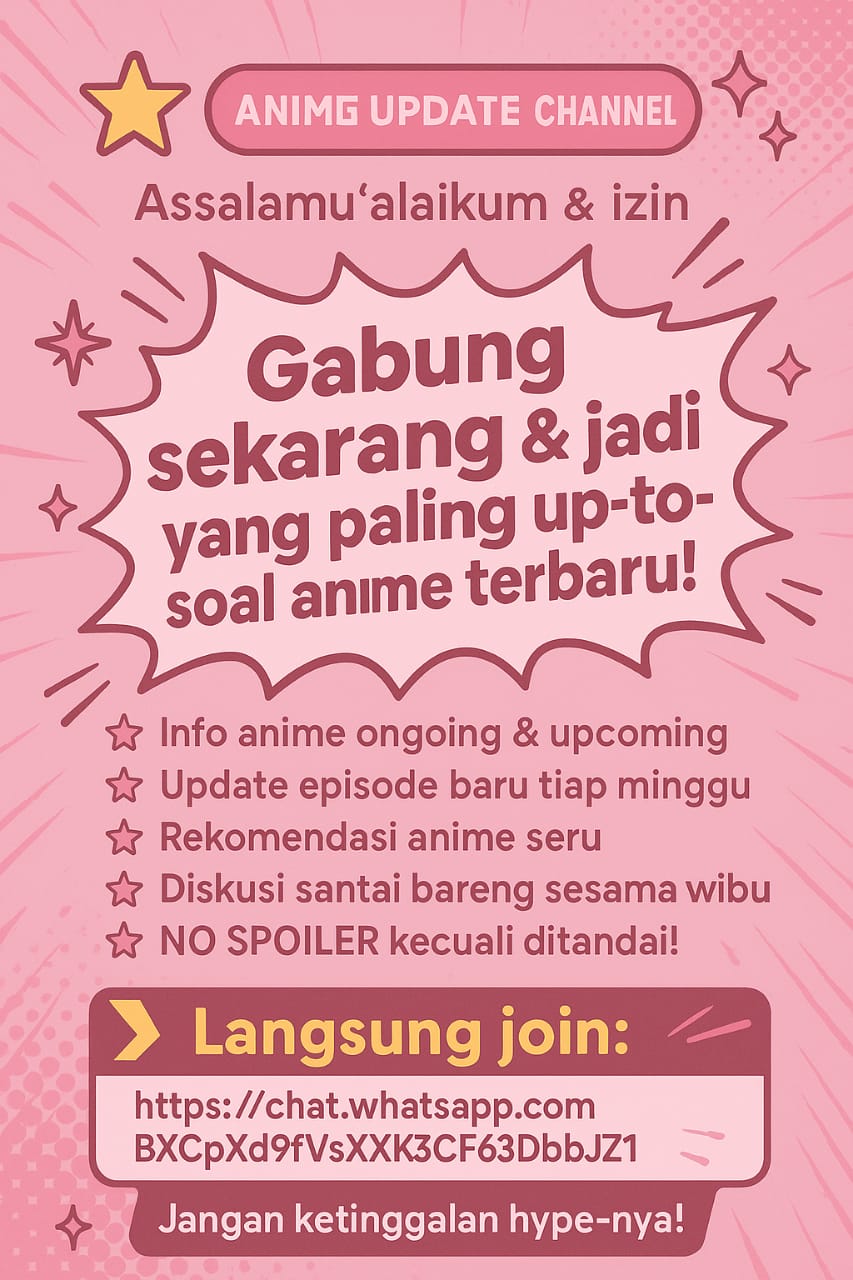 ANIMG UPDATE CHANNEL
Assalamu‘alaikum & izin
Gabung
sekarang & jadi
yang paling up-to-
soal anıme terbaru!
Info anime ongoing & upcoming
Update episode baru tiap minggu
Rekomendasi anime seru
Diskusi santai bareng sesama wibu
NO SPOILER kecuali ditandai!
Langsung join:
https://chat.whatsapp.com
BXCpXd9fVsXXK3CF63DbbJZ1
Jangan ketinggalan hype-nya!